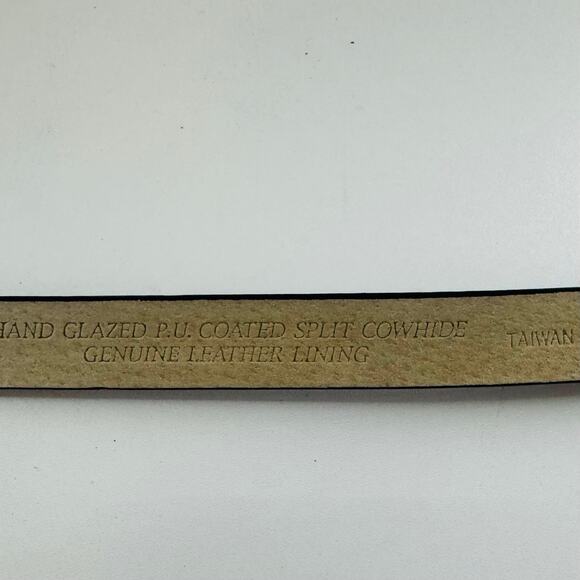 HAND GLAZED P.U. COATED SPLIT COWHIDE
GENUINE LEATHER LINING
TAIWAN